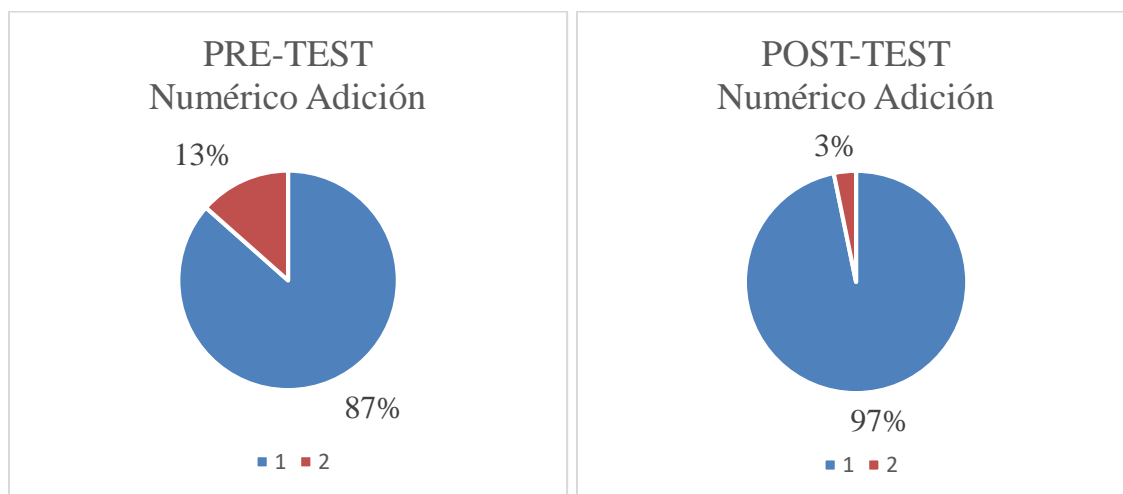 PRE-TEST
Numérico Adición
13%
87%
1 2
POST-TEST
Numérico Adición
3%
97%
1 2